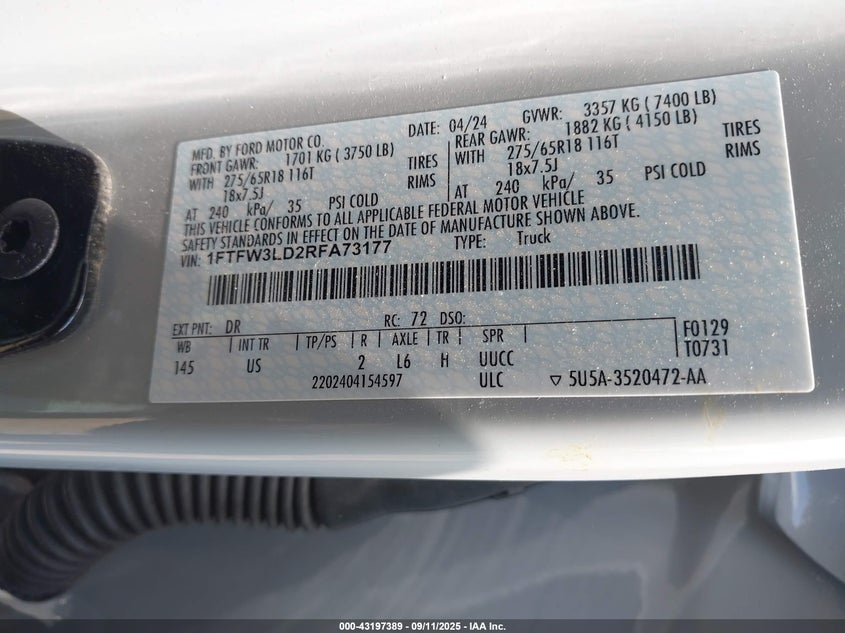 MFD. BY FORD MOTOR CO.
DATE: 04/24 GVWR: 3357 KG ( 7400 LB)
FRONT GAWR: 1701 KG ( 3750 LB) REAR GAWR: 1882 KG ( 4150 LB)
WITH 275/65R18 116T TIRES 275/65R18 116T TIRES
18x7.5J RIMS 18x7.5J RIMS
AT 240 kPa/ 35 PSI COLD AT 240 kPa/ 35 PSI COLD
THIS VEHICLE CONFORMS TO ALL APPLICABLE FEDERAL MOTOR VEHICLE
SAFETY STANDARDS IN EFFECT ON THE DATE OF MANUFACTURE SHOWN ABOVE.
VIN: 1FTFW3LD2RFA73177 TYPE: Truck
EXT PNT: DR RC: 72 DSO: F0129
WB INT TR TP/PS R AXLE TR SPR T0731
145 US 2 L6 H UUCC
2202404154597 ULC ▽ 5U5A-3520472-AA
000-43197389 - 09/11/2025 - IAA Inc.